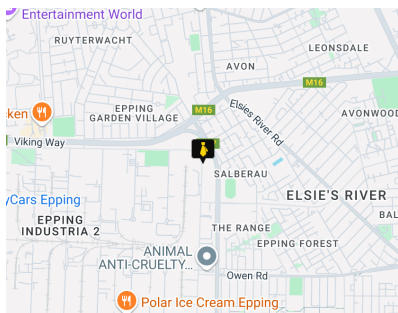 Entertainment World
RUYTERWACHT
LEONSDALE
AVON
M16
M16
ken
EPPING
GARDEN VILLAGE
Elsies River Rd
AVONWOOD
Viking Way
SALBERAU
yCars Epping
ELSIE'S RIVER
EPPING
INDUSTRIA 2
BAL
THE RANGE
EPPING FOREST
ANIMAL
ANTI-CRUELTY...
Owen Rd
Polar Ice Cream Epping